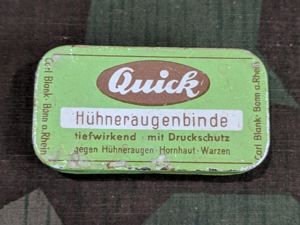 Quick
Hühneraugenbinde
tiefwirkend · mit Druckschutz
gegen Hühneraugen · Hornhaut · Warzen
Carl Blank · Bonn a. Rhein
Carl Blank · Bonn a. Rhein